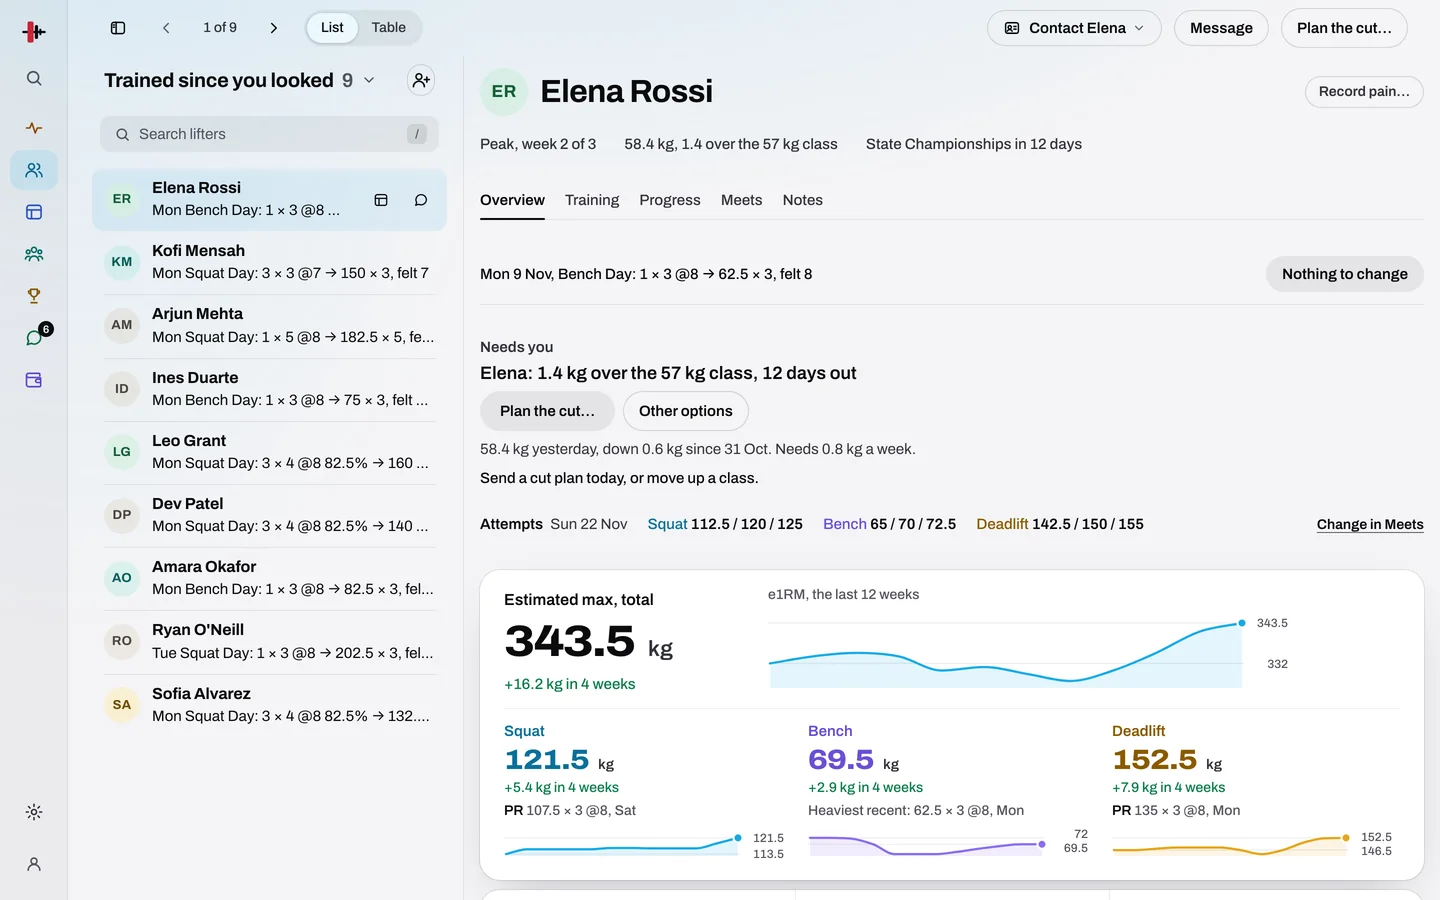 1 of 9
List
Table
Contact Elena
Message
Plan the cut…
Trained since you looked 9
Search lifters
/
ER
Elena Rossi
Mon Bench Day: 1 × 3 @8 …
KM
Kofi Mensah
Mon Squat Day: 3 × 3 @7 → 150 × 3, felt 7
AM
Arjun Mehta
Mon Squat Day: 1 × 5 @8 → 182.5 × 5, fe…
ID
Ines Duarte
Mon Bench Day: 1 × 3 @8 → 75 × 3, felt …
LG
Leo Grant
Mon Squat Day: 3 × 4 @8 82.5% → 160 …
DP
Dev Patel
Mon Squat Day: 3 × 4 @8 82.5% → 140 …
AO
Amara Okafor
Mon Bench Day: 1 × 3 @8 → 82.5 × 3, fel…
RO
Ryan O'Neill
Tue Squat Day: 1 × 3 @8 → 202.5 × 3, fel…
SA
Sofia Alvarez
Mon Squat Day: 3 × 4 @8 82.5% → 132.…
6
ER
Elena Rossi
Record pain…
Peak, week 2 of 3
58.4 kg, 1.4 over the 57 kg class
State Championships in 12 days
Overview
Training
Progress
Meets
Notes
Mon 9 Nov, Bench Day: 1 × 3 @8 → 62.5 × 3, felt 8
Nothing to change
Needs you
Elena: 1.4 kg over the 57 kg class, 12 days out
Plan the cut…
Other options
58.4 kg yesterday, down 0.6 kg since 31 Oct. Needs 0.8 kg a week.
Send a cut plan today, or move up a class.
Attempts Sun 22 Nov Squat 112.5 / 120 / 125 Bench 65 / 70 / 72.5 Deadlift 142.5 / 150 / 155
Change in Meets
Estimated max, total
343.5 kg
+16.2 kg in 4 weeks
e1RM, the last 12 weeks
343.5
332
Squat
121.5 kg
+5.4 kg in 4 weeks
PR 107.5 × 3 @8, Sat
121.5
113.5
Bench
69.5 kg
+2.9 kg in 4 weeks
Heaviest recent: 62.5 × 3 @8, Mon
72
69.5
Deadlift
152.5 kg
+7.9 kg in 4 weeks
PR 135 × 3 @8, Mon
152.5
146.5